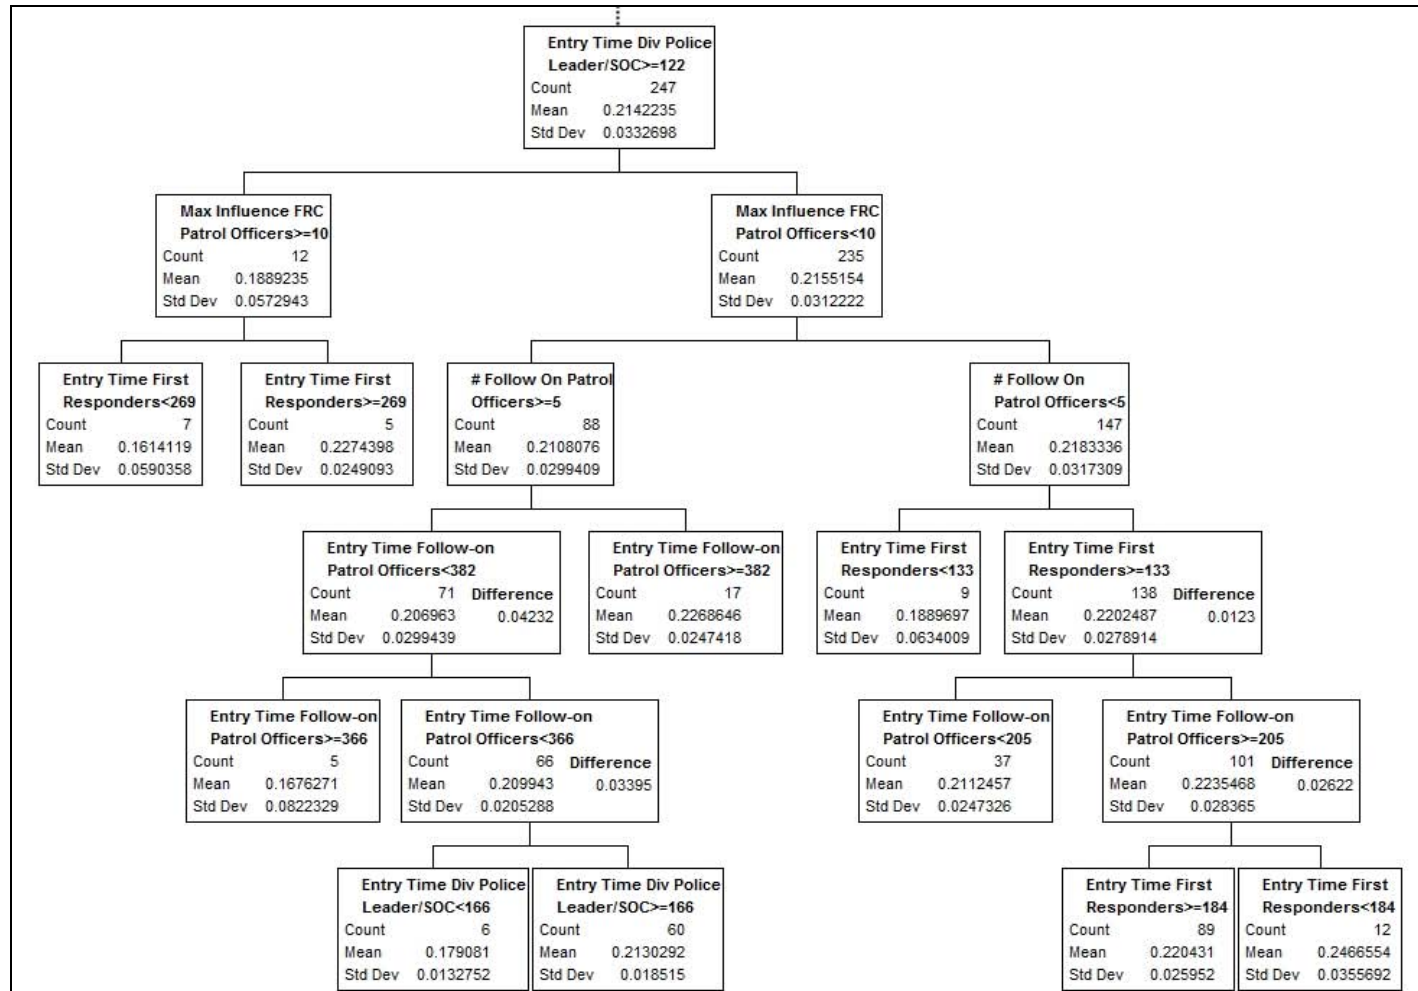 Entry Time Div Police
Leader/SOC>=122
Count 247
Mean 0.2142235
Std Dev 0.0332698
Max Influence FRC
Patrol Officers>=10
Count 12
Mean 0.1889235
Std Dev 0.0572943
Max Influence FRC
Patrol Officers<10
Count 235
Mean 0.2155154
Std Dev 0.0312222
Entry Time First
Responders<269
Count 7
Mean 0.1614119
Std Dev 0.0590358
Entry Time First
Responders>=269
Count 5
Mean 0.2274398
Std Dev 0.0249093
# Follow On Patrol
Officers>=5
Count 88
Mean 0.2108076
Std Dev 0.0299409
# Follow On
Patrol Officers<5
Count 147
Mean 0.2183336
Std Dev 0.0317309
Entry Time Follow-on
Patrol Officers<382
Count 71 Difference
Mean 0.206963 0.04232
Std Dev 0.0299439
Entry Time Follow-on
Patrol Officers>=382
Count 17
Mean 0.2268646
Std Dev 0.0247418
Entry Time First
Responders<133
Count 9
Mean 0.1889697
Std Dev 0.0634009
Entry Time First
Responders>=133
Count 138 Difference
Mean 0.2202487 0.0123
Std Dev 0.0278914
Entry Time Follow-on
Patrol Officers>=366
Count 5
Mean 0.1676271
Std Dev 0.0822329
Entry Time Follow-on
Patrol Officers<366
Count 66 Difference
Mean 0.209943 0.03395
Std Dev 0.0205288
Entry Time Follow-on
Patrol Officers<205
Count 37
Mean 0.2112457
Std Dev 0.0247326
Entry Time Follow-on
Patrol Officers>=205
Count 101 Difference
Mean 0.2235468 0.02622
Std Dev 0.028365
Entry Time Div Police
Leader/SOC<166
Count 6
Mean 0.179081
Std Dev 0.0132752
Entry Time Div Police
Leader/SOC>=166
Count 60
Mean 0.2130292
Std Dev 0.018515
Entry Time First
Responders>=184
Count 89
Mean 0.220431
Std Dev 0.025952
Entry Time First
Responders<184
Count 12
Mean 0.2466554
Std Dev 0.0355692